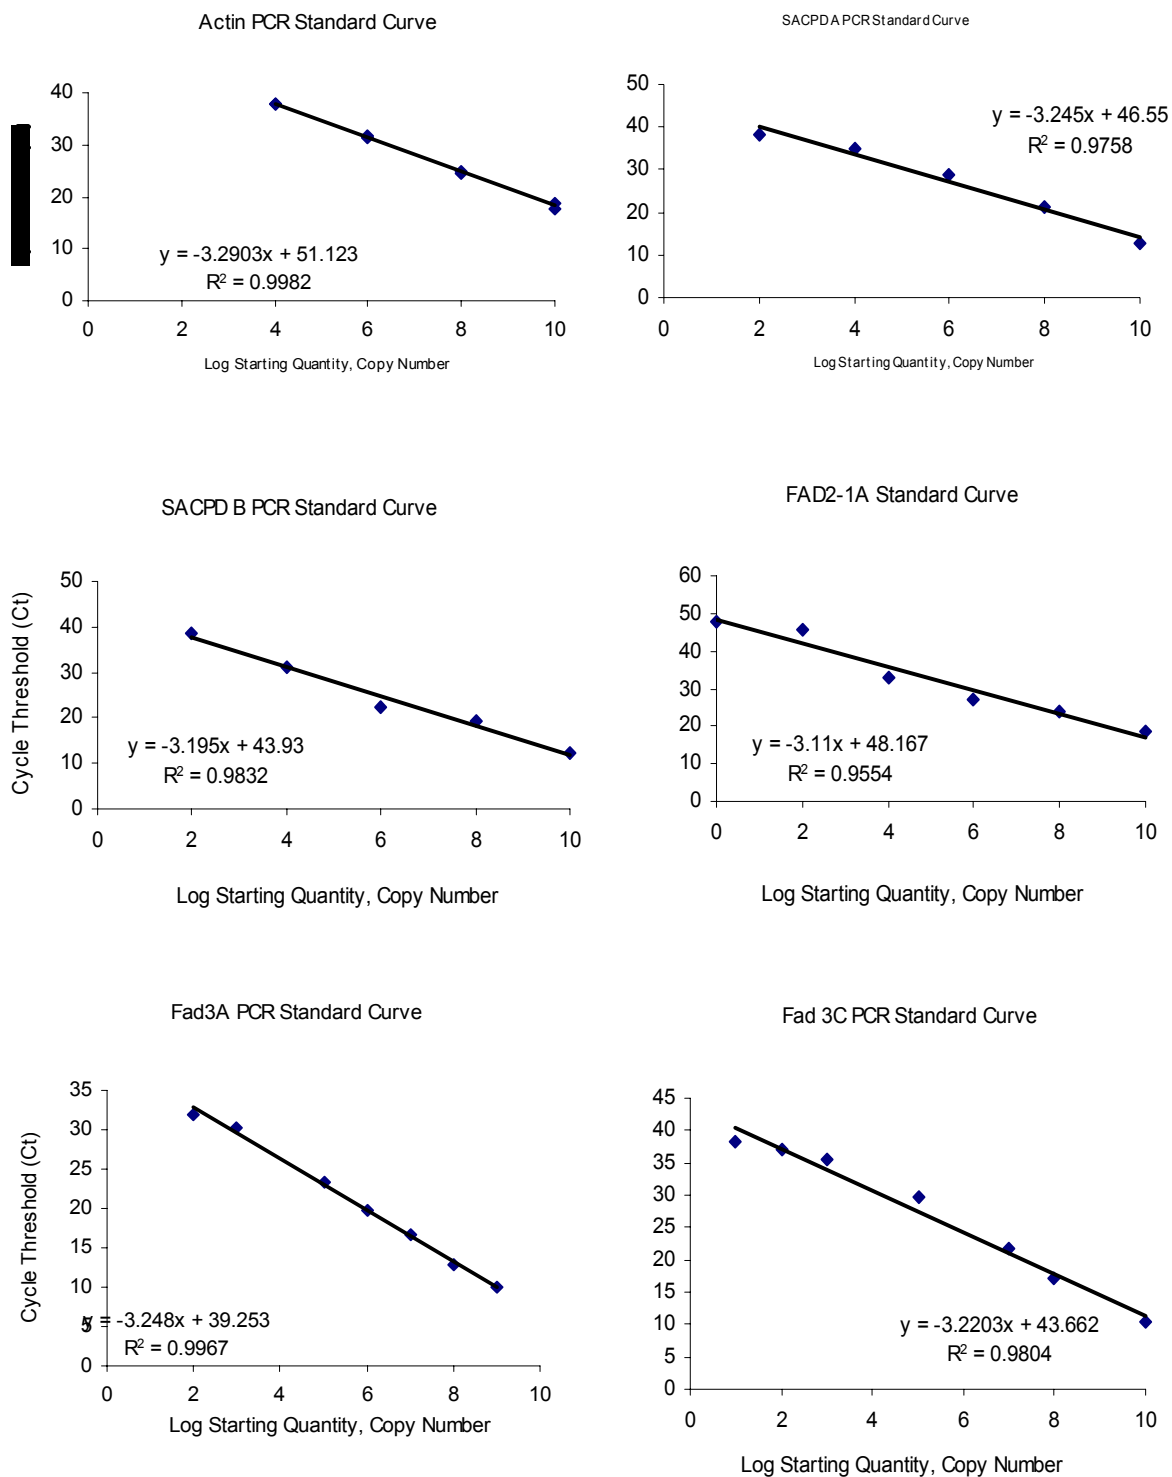 Actin PCR Standard Curve
40
30
20
10
0
0 2 4 6 8 10
y = -3.2903x + 51.123
R² = 0.9982
Log Starting Quantity, Copy Number
SACPD A PCR Standard Curve
50
40
30
20
10
0
0 2 4 6 8 10
y = -3.245x + 46.55
R² = 0.9758
Log Starting Quantity, Copy Number
SACPD B PCR Standard Curve
Cycle Threshold (Ct)
50
40
30
20
10
0
0 2 4 6 8 10
y = -3.195x + 43.93
R² = 0.9832
Log Starting Quantity, Copy Number
FAD2-1A Standard Curve
60
50
40
30
20
10
0
0 2 4 6 8 10
y = -3.11x + 48.167
R² = 0.9554
Log Starting Quantity, Copy Number
Fad3A PCR Standard Curve
Cycle Threshold (Ct)
35
30
25
20
15
10
5
0
0 2 4 6 8 10
y = -3.248x + 39.253
R² = 0.9967
Log Starting Quantity, Copy Number
Fad 3C PCR Standard Curve
45
40
35
30
25
20
15
10
5
0
0 2 4 6 8 10
y = -3.2203x + 43.662
R² = 0.9804
Log Starting Quantity, Copy Number